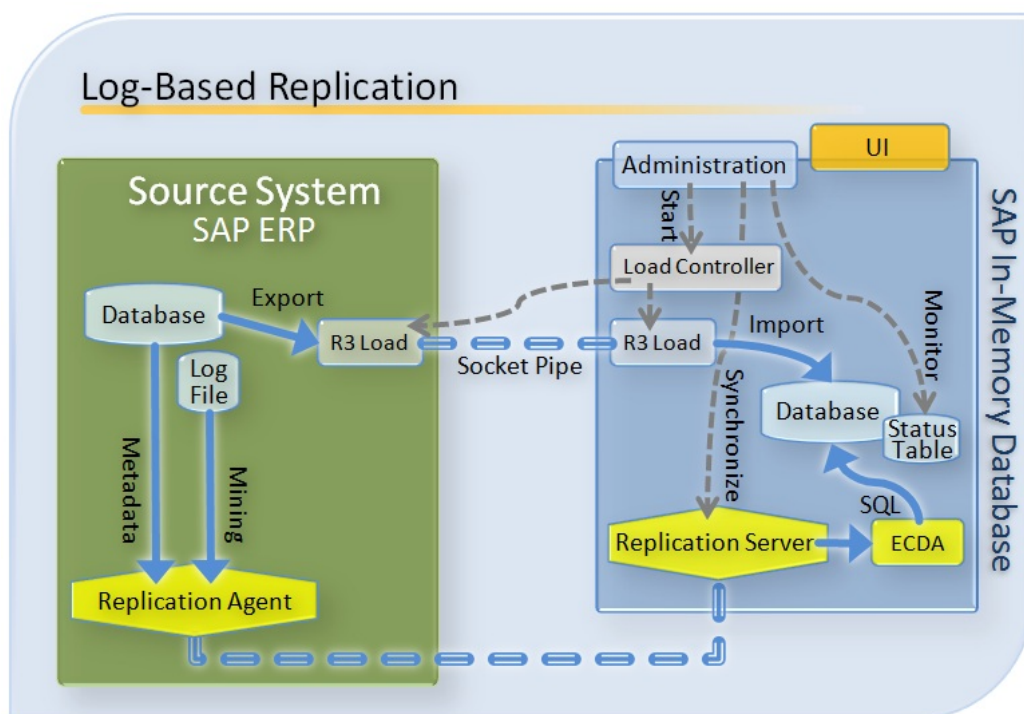 Log-Based Replication
Source System
SAP ERP
Database
Export
R3 Load
Log
File
Metadata
Mining
Replication Agent
Socket Pipe
UI
Administration
Start
Load Controller
R3 Load
Import
Monitor
Synchronize
Database
Status
Table
SQL
Replication Server
ECDA
SAP In-Memory Database